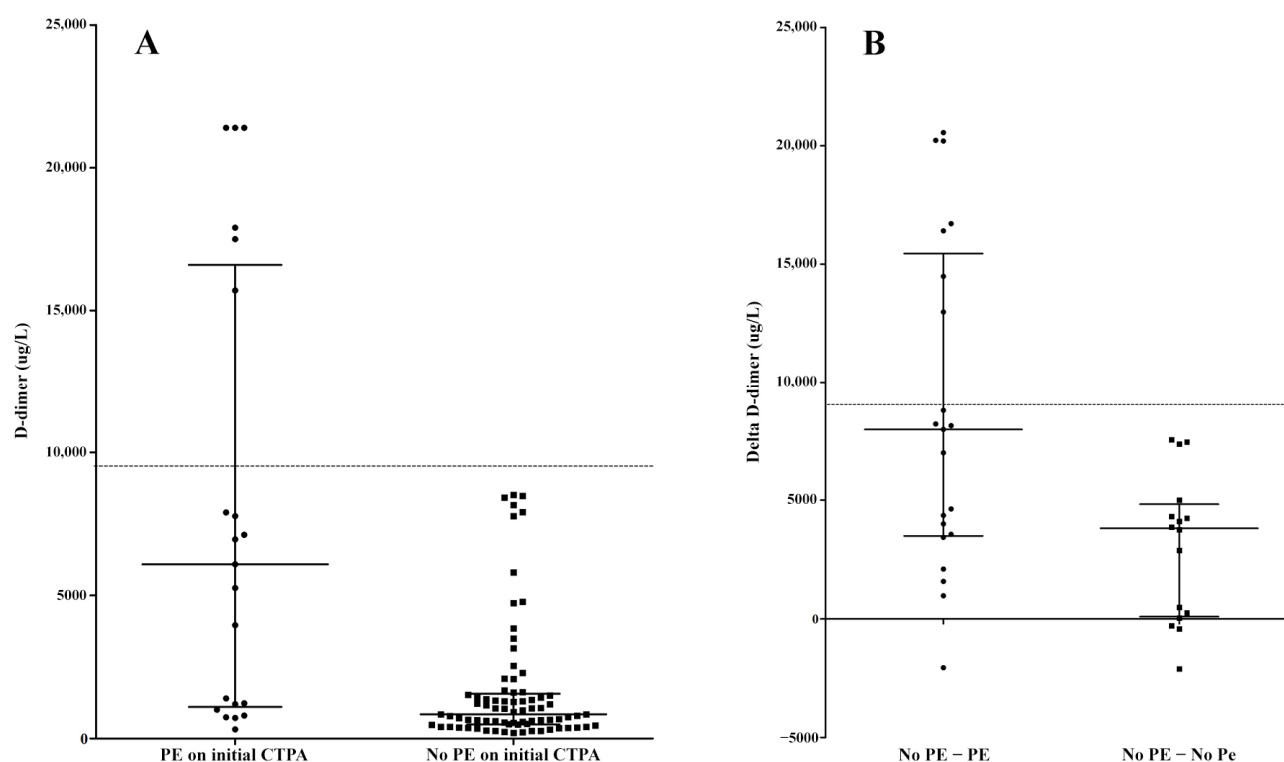 A
25,000
20,000
15,000
10,000
5000
0
D-dimer (ug/L)
PE on initial CTPA
No PE on initial CTPA
B
25,000
20,000
15,000
10,000
5000
0
−5000
Delta D-dimer (ug/L)
No PE − PE
No PE − No Pe